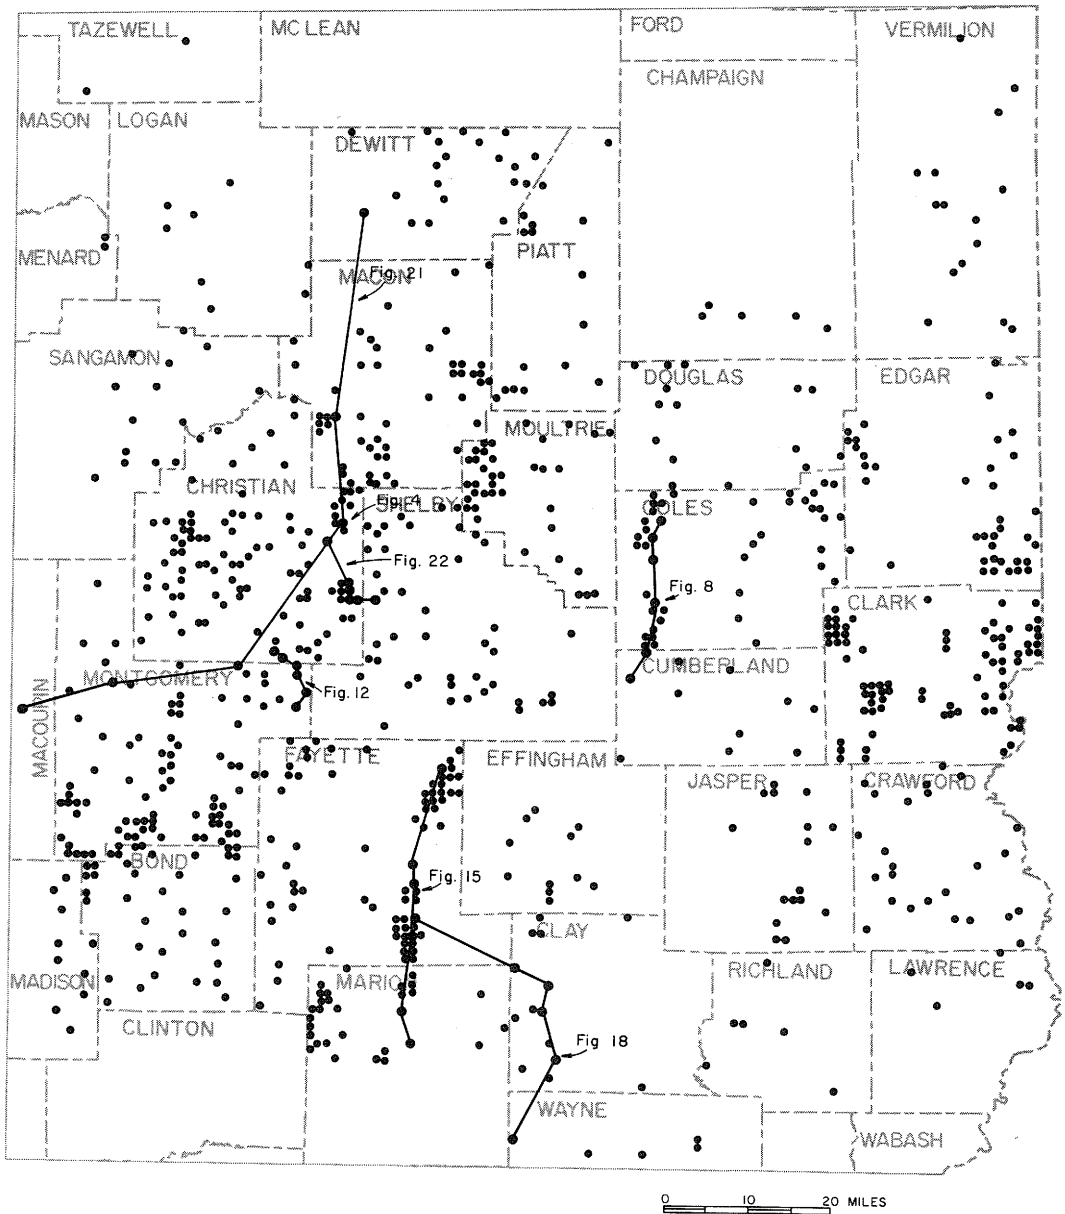 TAZEWELL
MC LEAN
FORD
VERMILION
CHAMPAIGN
MASON
LOGAN
DEWITT
MENARD
PIATT
MACON
Fig. 21
SANGAMON
DOUGLAS
EDGAR
MOULTRIE
CHRISTIAN
Fig. 4
SHELBY
COLES
Fig. 22
Fig. 8
CLARK
CUMBERLAND
MONTGOMERY
Fig. 12
MACOUPIN
FAYETTE
EFFINGHAM
JASPER
CRAWFORD
BOND
Fig. 15
CLAY
MADISON
MARION
RICHLAND
LAWRENCE
CLINTON
Fig 18
WAYNE
WABASH
0 10 20 MILES